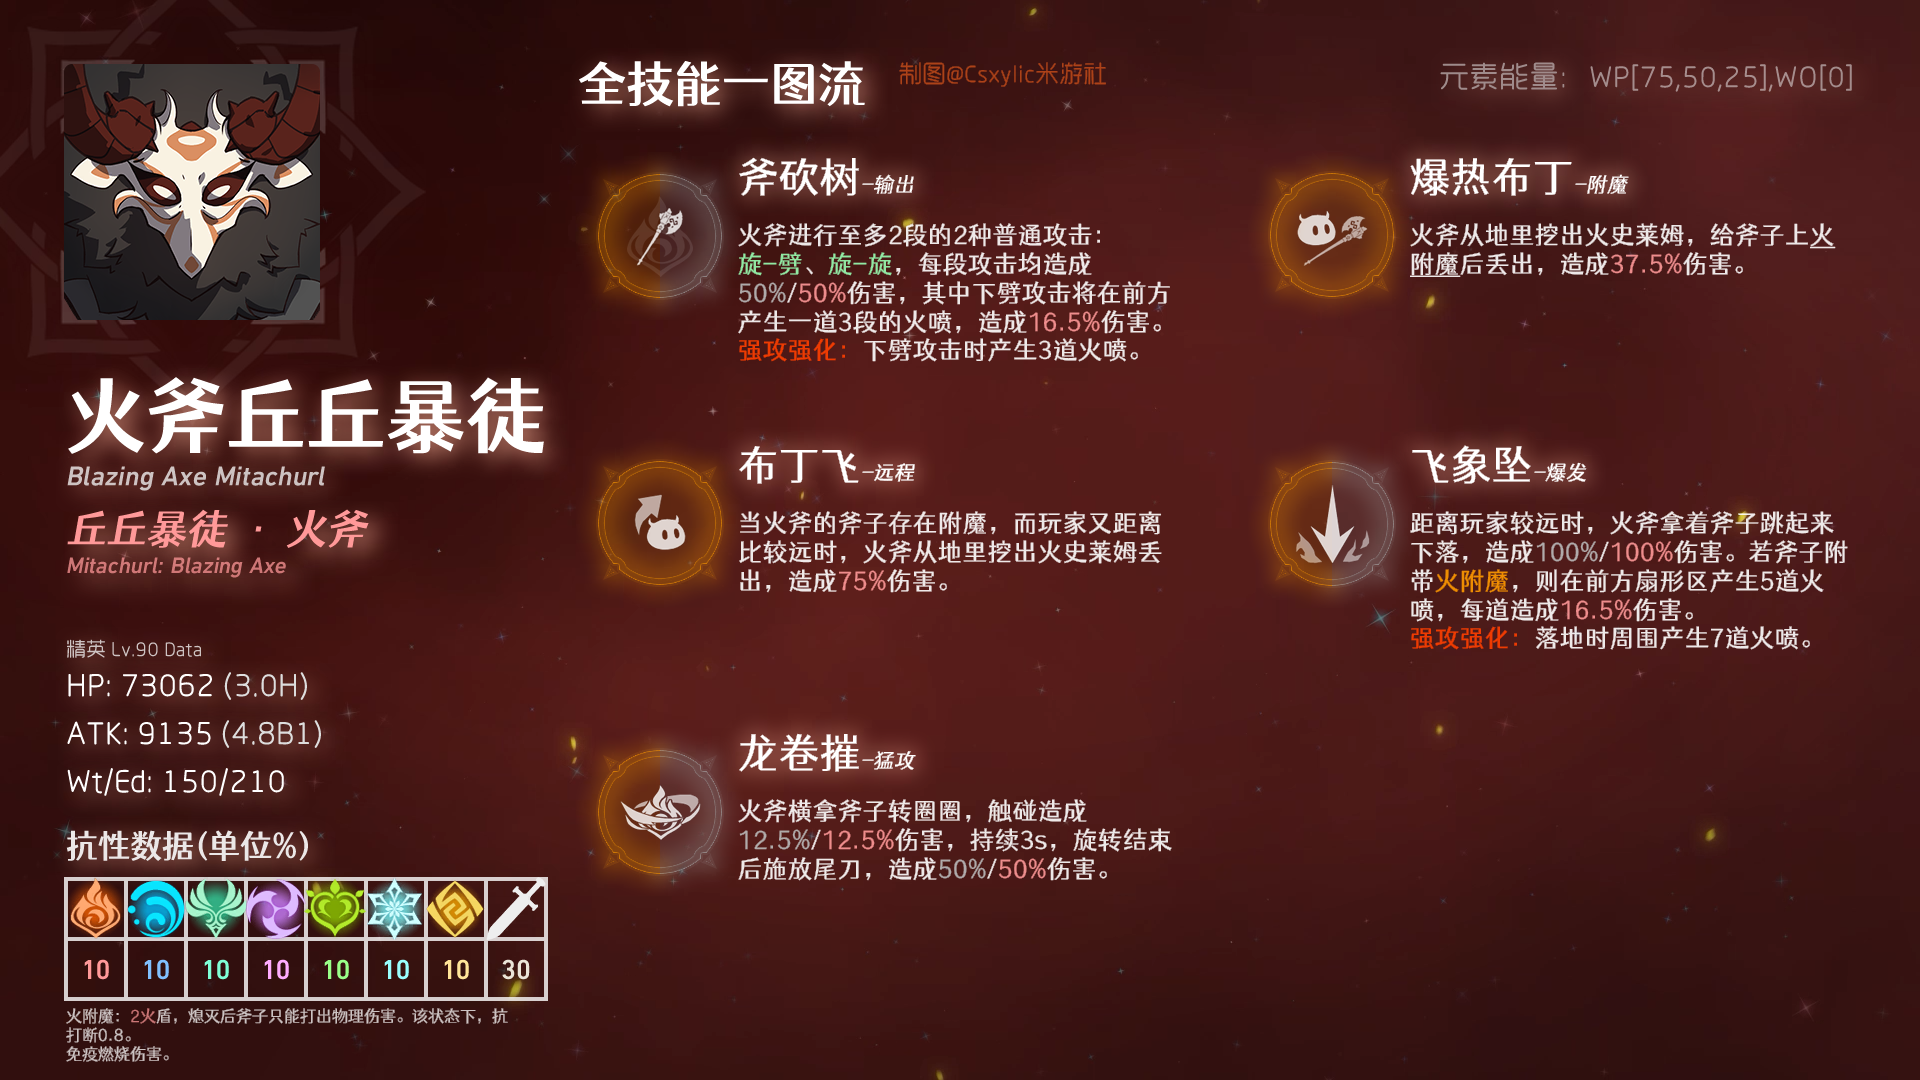 全技能一图流
制图@Csxylic米游社
元素能量： WP[75,50,25],WO[0]
火斧丘丘暴徒
Blazing Axe Mitachurl
丘丘暴徒 · 火斧
Mitachurl: Blazing Axe
精英 Lv.90 Data
HP: 73062 (3.0H)
ATK: 9135 (4.8B1)
Wt/Ed: 150/210
抗性数据(单位%)
10 10 10 10 10 10 10 30
火附魔：2火盾，熄灭后斧子只能打出物理伤害。该状态下，抗
打断0.8。
免疫燃烧伤害。
斧砍树–输出
火斧进行至多2段的2种普通攻击：
旋–劈、旋–旋，每段攻击均造成
50%/50%伤害，其中下劈攻击将在前方
产生一道3段的火喷，造成16.5%伤害。
强攻强化：下劈攻击时产生3道火喷。
爆热布丁–附魔
火斧从地里挖出火史莱姆，给斧子上火
附魔后丢出，造成37.5%伤害。
布丁飞–远程
当火斧的斧子存在附魔，而玩家又距离
比较远时，火斧从地里挖出火史莱姆丢
出，造成75%伤害。
飞象坠–爆发
距离玩家较远时，火斧拿着斧子跳起来
下落，造成100%/100%伤害。若斧子附
带火附魔，则在前方扇形区产生5道火
喷，每道造成16.5%伤害。
强攻强化：落地时周围产生7道火喷。
龙卷摧–猛攻
火斧横拿斧子转圈圈，触碰造成
12.5%/12.5%伤害，持续3s，旋转结束
后施放尾刀，造成50%/50%伤害。